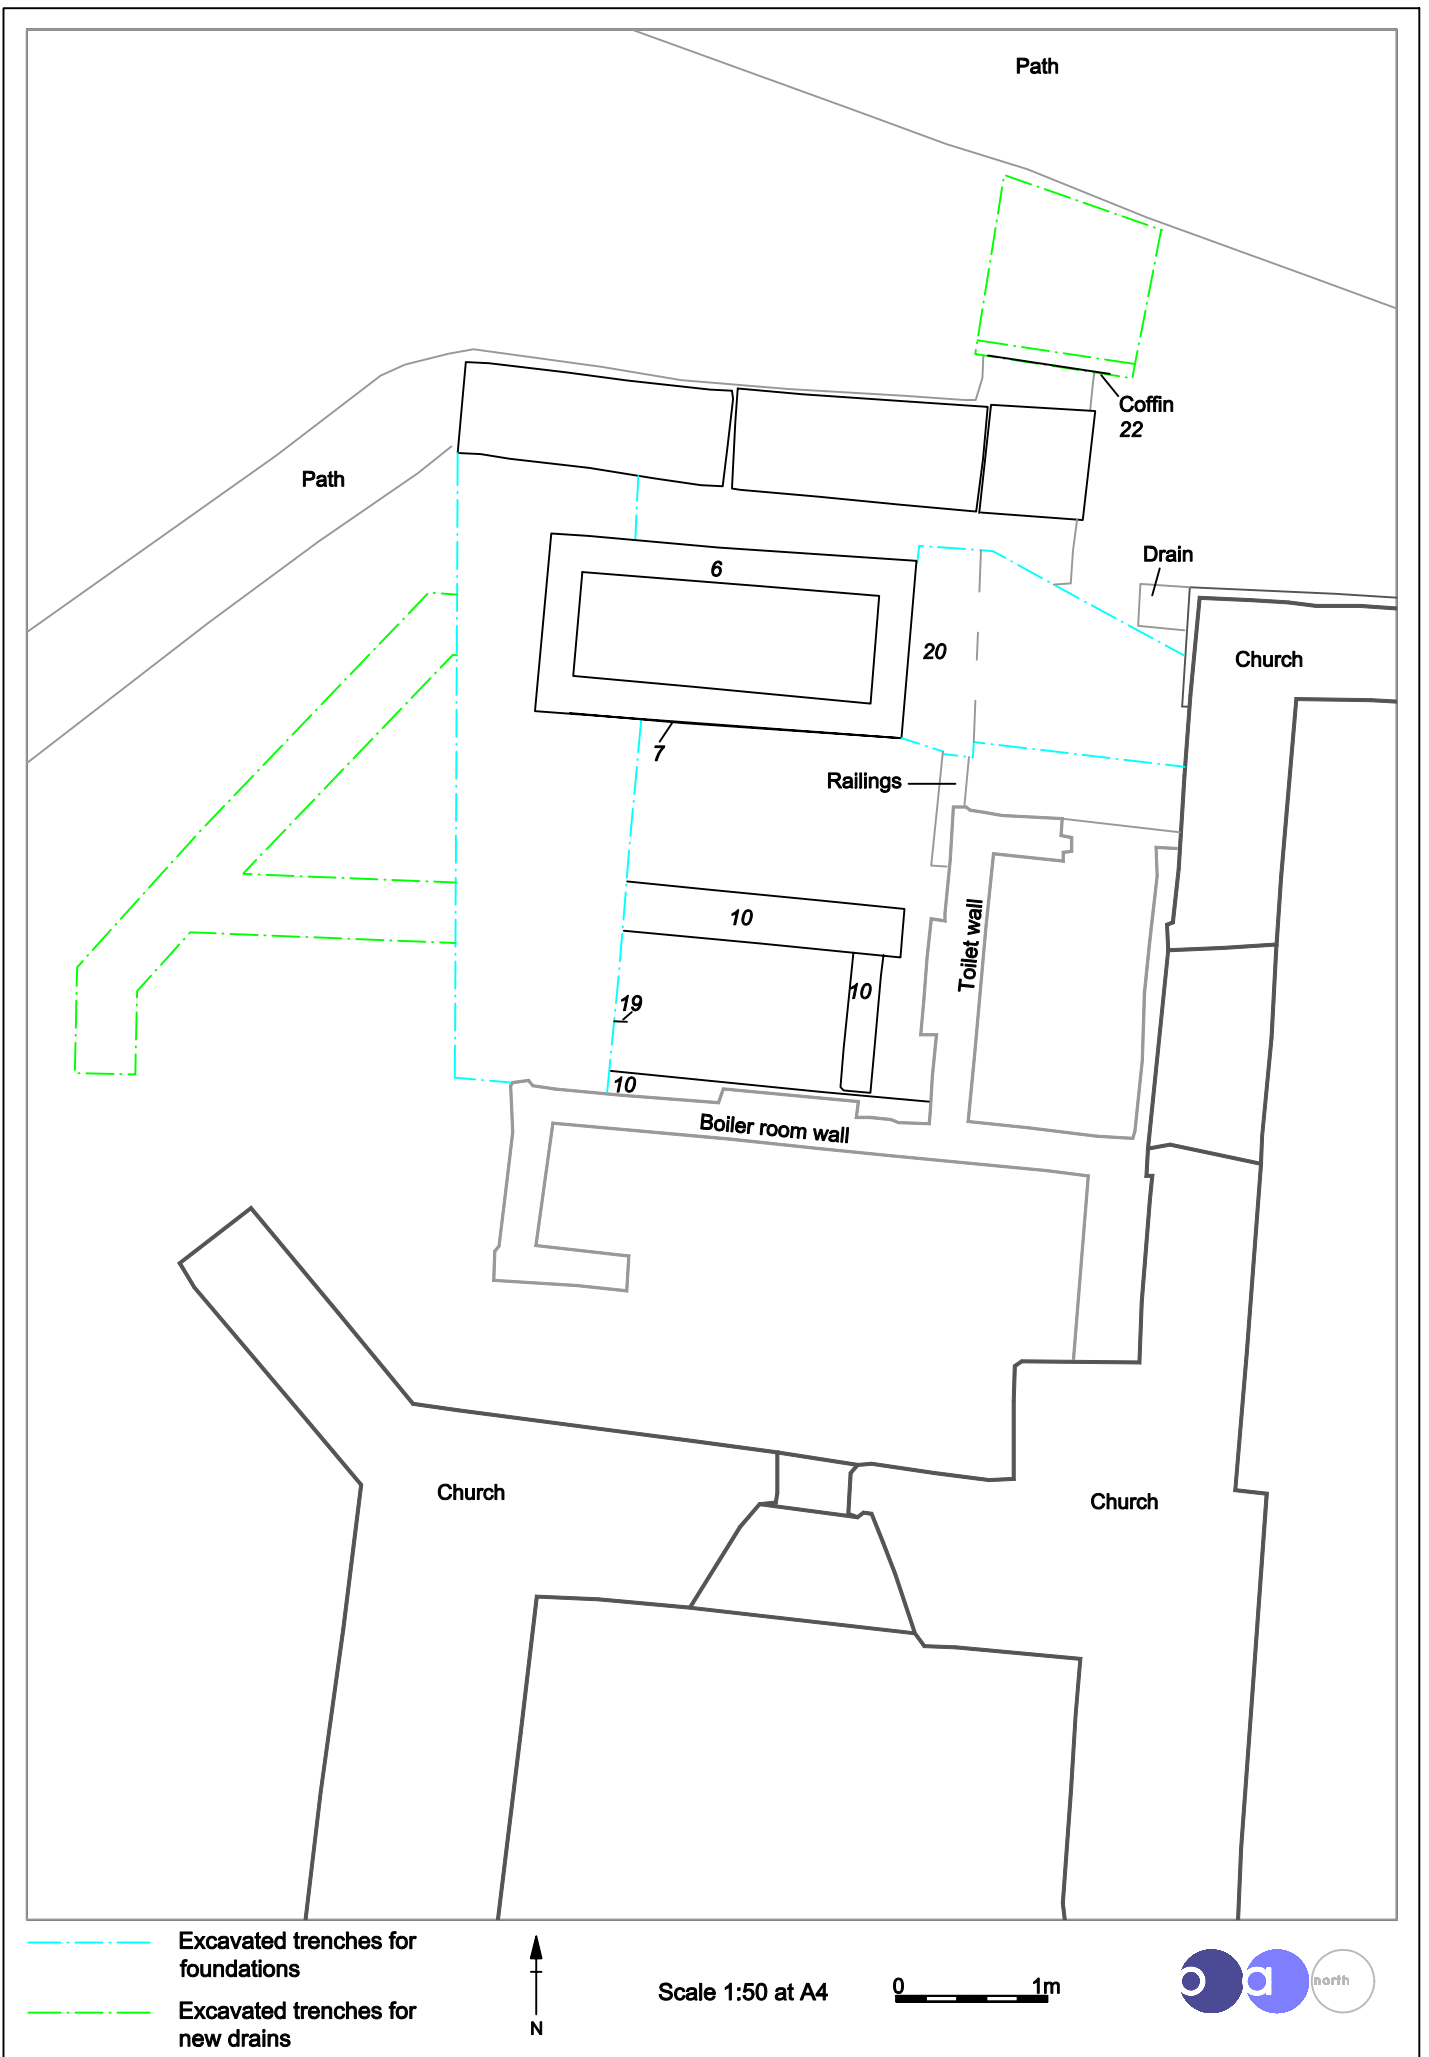 Path
Coffin
22
Path
Drain
6
20
Church
7
Railings
10
Toilet wall
10
19
10
Boiler room wall
Church
Church
Excavated trenches for
foundations
Excavated trenches for
new drains
N
Scale 1:50 at A4
0 1m
o a north